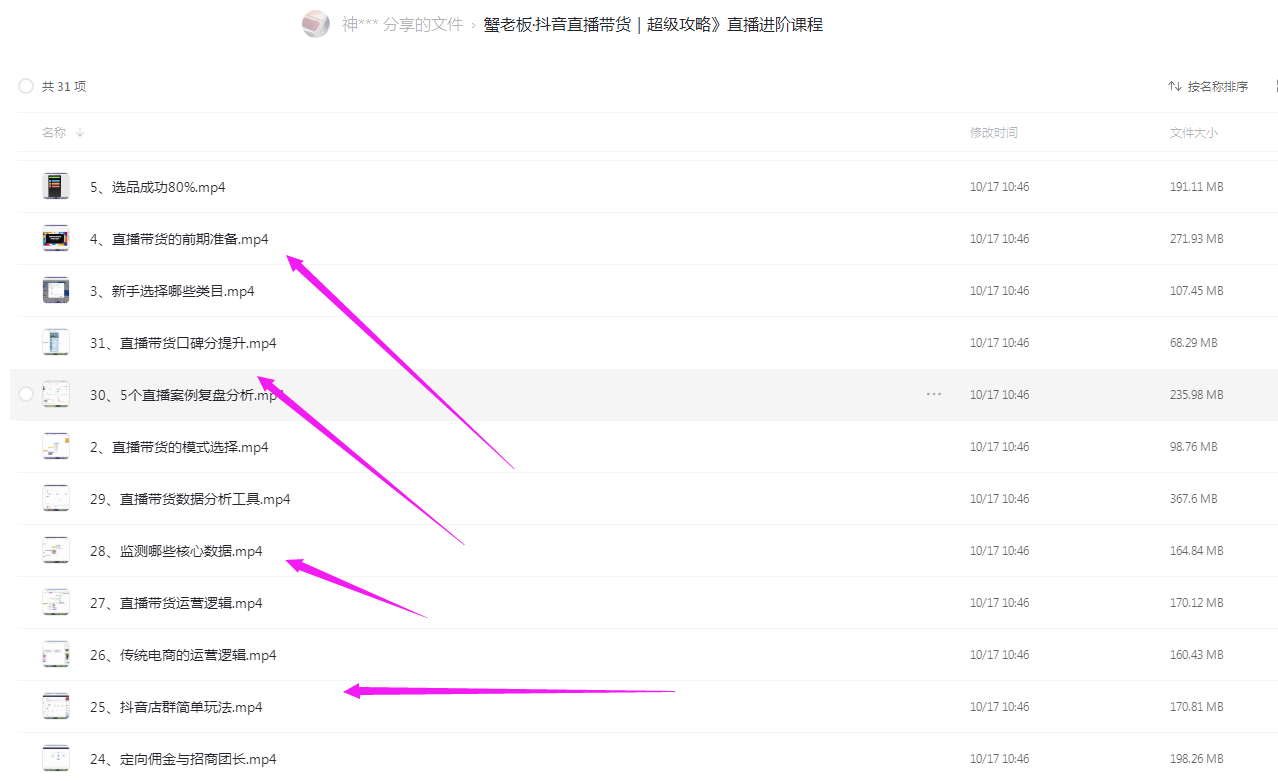 神*** 分享的文件 › 蟹老板·抖音直播带货｜超级攻略》直播进阶课程
共 31 项 按名称排序
名称 修改时间 文件大小
5、选品成功80%.mp4 10/17 10:46 191.11 MB
4、直播带货的前期准备.mp4 10/17 10:46 271.93 MB
3、新手选择哪些类目.mp4 10/17 10:46 107.45 MB
31、直播带货口碑分提升.mp4 10/17 10:46 68.29 MB
30、5个直播案例复盘分析.mp4 ··· 10/17 10:46 235.98 MB
2、直播带货的模式选择.mp4 10/17 10:46 98.76 MB
29、直播带货数据分析工具.mp4 10/17 10:46 367.6 MB
28、监测哪些核心数据.mp4 10/17 10:46 164.84 MB
27、直播带货运营逻辑.mp4 10/17 10:46 170.12 MB
26、传统电商的运营逻辑.mp4 10/17 10:46 160.43 MB
25、抖音店群简单玩法.mp4 10/17 10:46 170.81 MB
24、定向佣金与招商团长.mp4 10/17 10:46 198.26 MB